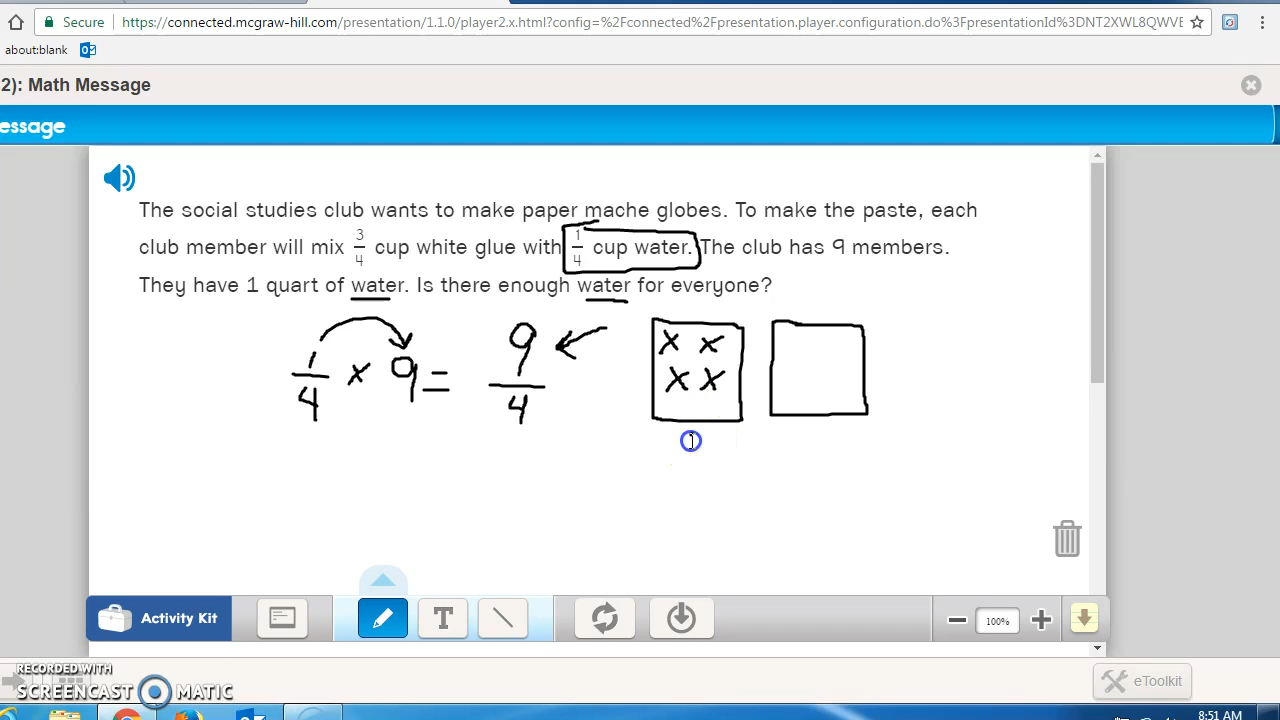 Secure https://connected.mcgraw-hill.com/presentation/1.1.0/player2.x.html?config=%2Fconnected%2Fpresentation.player.configuration.do%3FpresentationId%3DNT2XWL8QWVE
about:blank
2): Math Message
essage
The social studies club wants to make paper mache globes. To make the paste, each
club member will mix 3/4 cup white glue with 1/4 cup water. The club has 9 members.
They have 1 quart of water. Is there enough water for everyone?
1/4 x 9 = 9/4
x x
x x
Activity Kit
T
100%
RECORDED WITH
SCREENCAST MATIC
eToolkit
8:51 AM